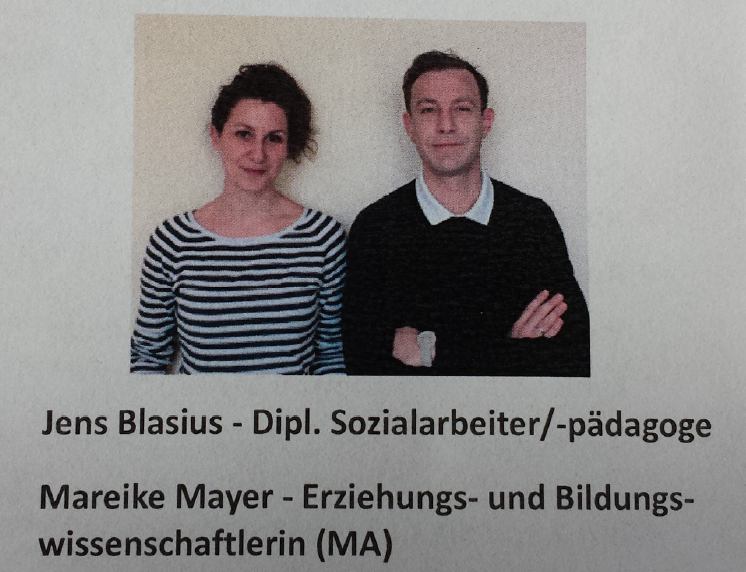 Jens Blasius - Dipl. Sozialarbeiter/-pädagoge
Mareike Mayer - Erziehungs- und Bildungs-
wissenschaftlerin (MA)